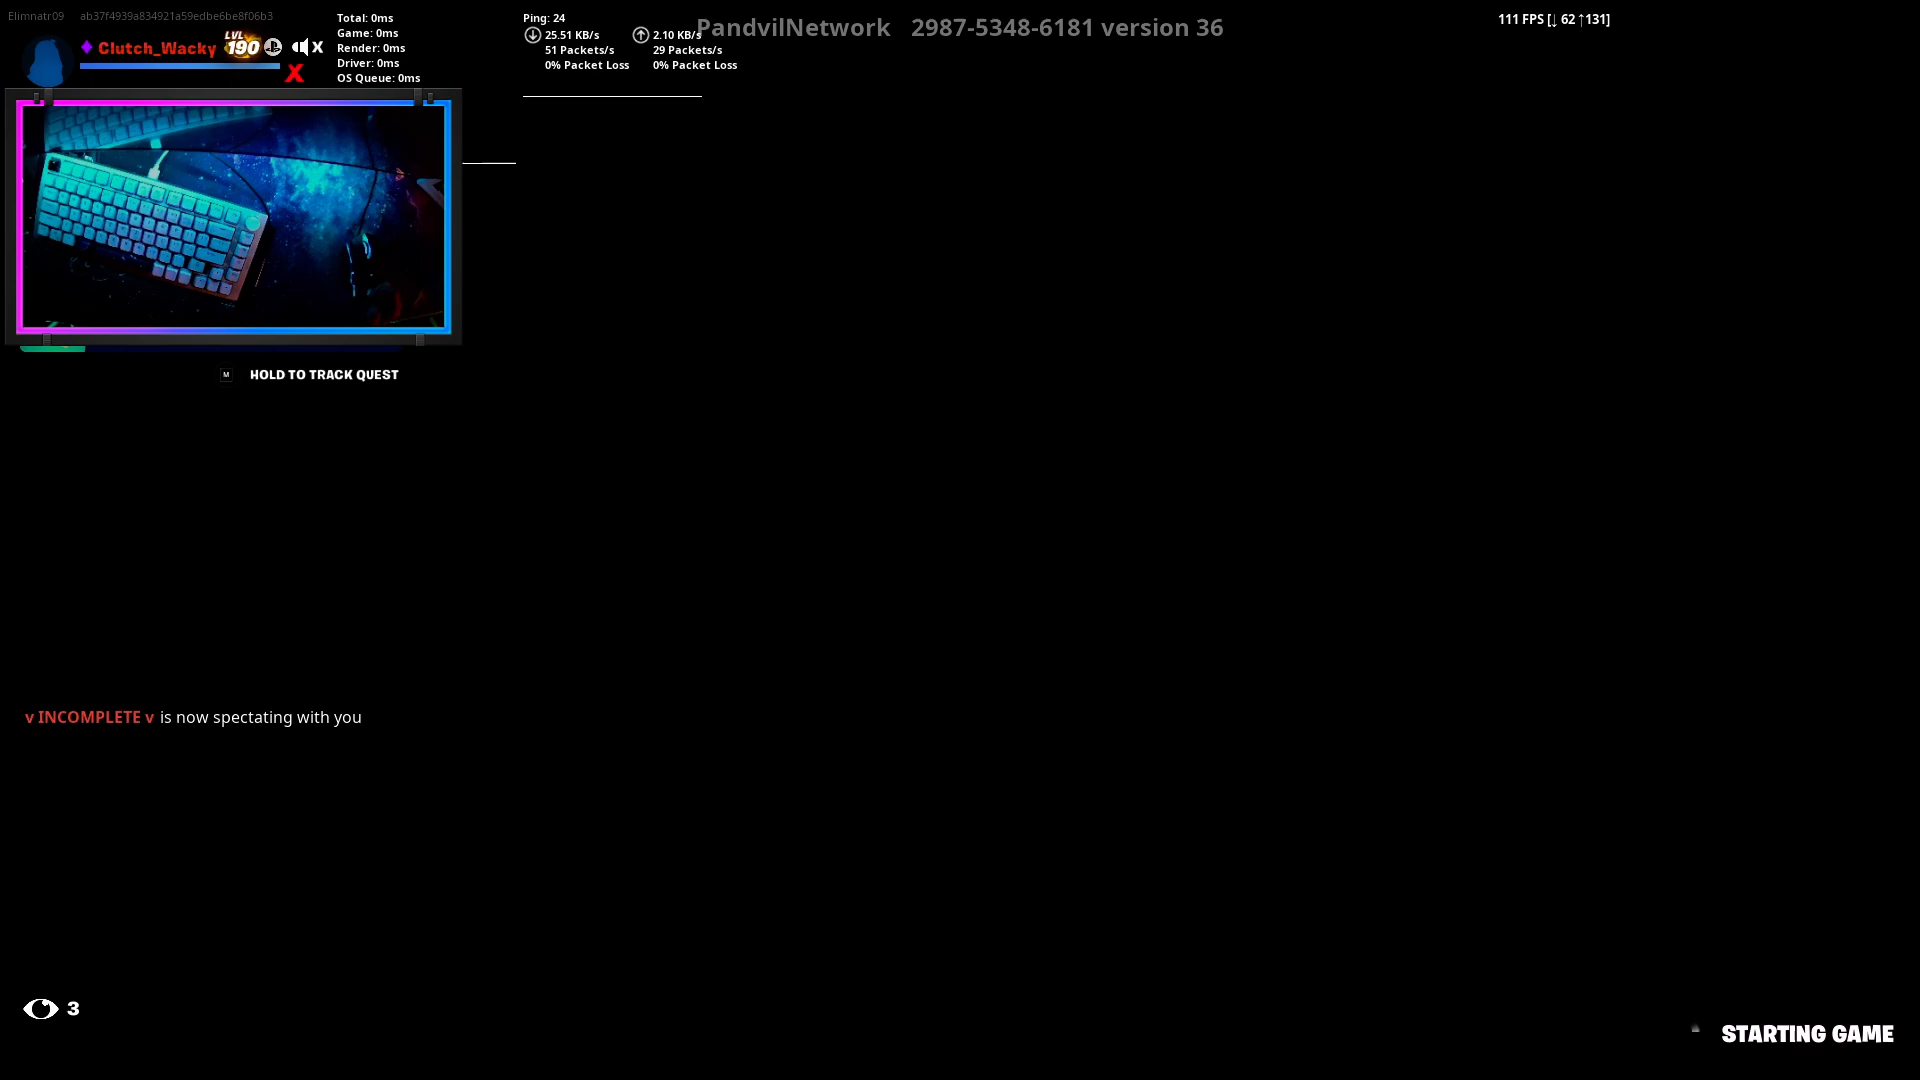 Elimnatr09 ab37f4939a834921a59edbe6be8f06b3
Clutch_Wacky LVL 190 X
X
Total: 0ms
Game: 0ms
Render: 0ms
Driver: 0ms
OS Queue: 0ms
Ping: 24
25.51 KB/s 2.10 KB/s
51 Packets/s 29 Packets/s
0% Packet Loss 0% Packet Loss
PandvilNetwork 2987-5348-6181 version 36
111 FPS [↓ 62 ↑131]
M HOLD TO TRACK QUEST
v INCOMPLETE v is now spectating with you
3
STARTING GAME